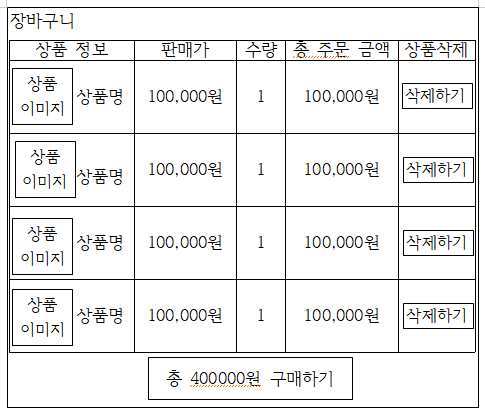 장바구니
상품 정보 판매가 수량 총 주문 금액 상품삭제
상품
이미지 상품명 100,000원 1 100,000원 삭제하기
상품
이미지 상품명 100,000원 1 100,000원 삭제하기
상품
이미지 상품명 100,000원 1 100,000원 삭제하기
상품
이미지 상품명 100,000원 1 100,000원 삭제하기
총 400000원 구매하기